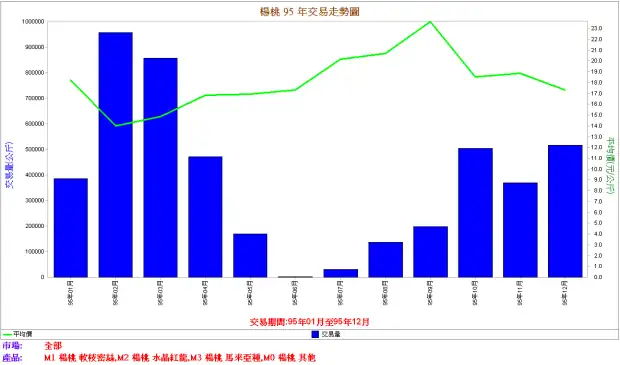 楊桃 95 年交易走勢圖
交易量(公斤)
1000000
900000
800000
700000
600000
500000
400000
300000
200000
100000
0
平均價(元/公斤)
23.0
22.0
21.0
20.0
19.0
18.0
17.0
16.0
15.0
14.0
13.0
12.0
11.0
10.0
9.0
8.0
7.0
6.0
5.0
4.0
3.0
2.0
1.0
0.0
95年01月
95年02月
95年03月
95年04月
95年05月
95年06月
95年07月
95年08月
95年09月
95年10月
95年11月
95年12月
交易期間:95年01月至95年12月
平均價
交易量
市場: 全部
產品: M1 楊桃 軟枝密絲,M2 楊桃 水晶紅龍,M3 楊桃 馬來亞種,M0 楊桃 其他